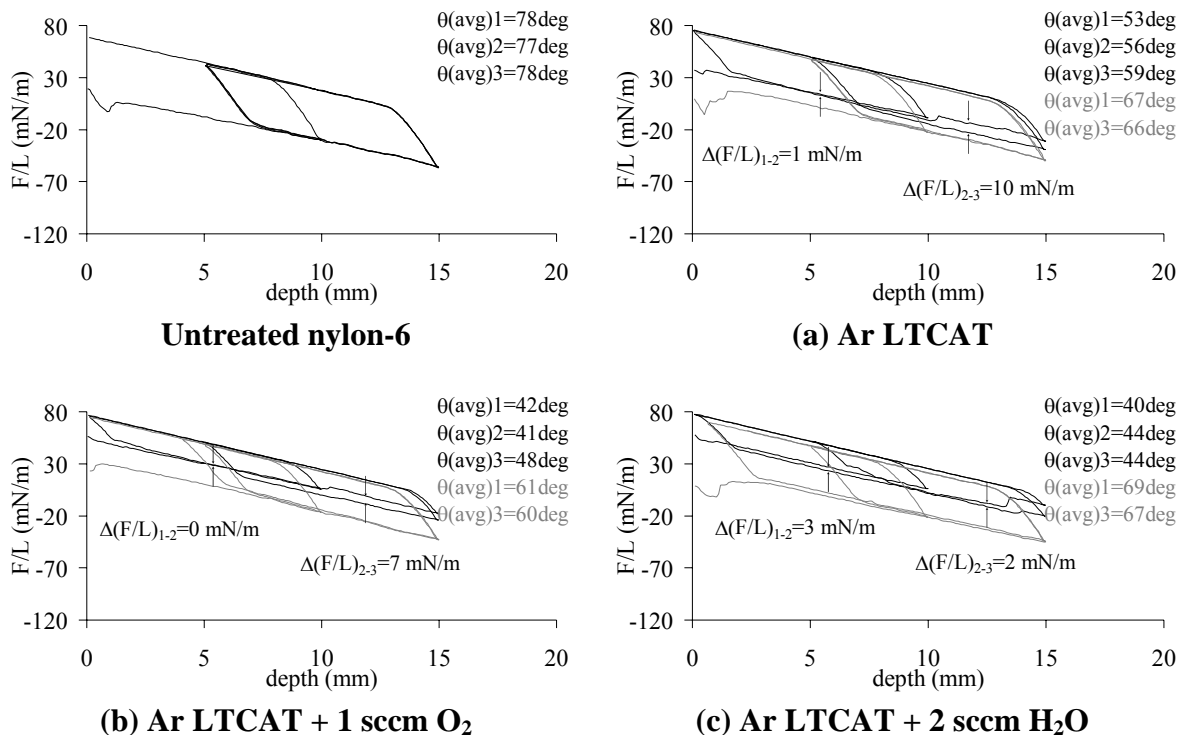 80
30
-20
-70
-120
F/L (mN/m)
0 5 10 15 20
depth (mm)
θ(avg)1=78deg
θ(avg)2=77deg
θ(avg)3=78deg
Untreated nylon-6
80
30
-20
-70
-120
F/L (mN/m)
0 5 10 15 20
depth (mm)
θ(avg)1=53deg
θ(avg)2=56deg
θ(avg)3=59deg
θ(avg)1=67deg
θ(avg)3=66deg
Δ(F/L)1-2=1 mN/m
Δ(F/L)2-3=10 mN/m
(a) Ar LTCAT
80
30
-20
-70
-120
F/L (mN/m)
0 5 10 15 20
depth (mm)
θ(avg)1=42deg
θ(avg)2=41deg
θ(avg)3=48deg
θ(avg)1=61deg
θ(avg)3=60deg
Δ(F/L)1-2=0 mN/m
Δ(F/L)2-3=7 mN/m
(b) Ar LTCAT + 1 sccm O2
80
30
-20
-70
-120
F/L (mN/m)
0 5 10 15 20
depth (mm)
θ(avg)1=40deg
θ(avg)2=44deg
θ(avg)3=44deg
θ(avg)1=69deg
θ(avg)3=67deg
Δ(F/L)1-2=3 mN/m
Δ(F/L)2-3=2 mN/m
(c) Ar LTCAT + 2 sccm H2O